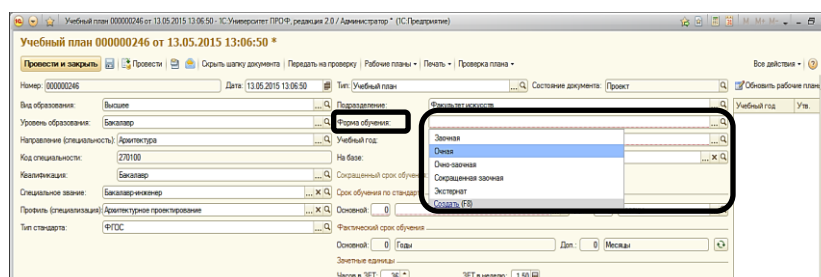 Учебный план 000000246 от 13.05.2015 13:06:50 - 1С:Университет ПРОФ, редакция 2.0 / Администратор * (1С:Предприятие)
M M+ M-
Учебный план 000000246 от 13.05.2015 13:06:50 *
Провести и закрыть Провести Скрыть шапку документа Передать на проверку Рабочие планы Печать Проверка плана Все действия
Номер: 000000246 Дата: 13.05.2015 13:06:50 Тип: Учебный план ... Состояние документа: Проект Обновить рабочие план
Вид образования: Высшее ... Подразделение: Факультет искусств ... Учебный год Утв.
Уровень образования: Бакалавр ... Форма обучения: ...
Направление (специальность): Архитектура ... Учебный год: Заочная ...
Код специальности: 270100 На базе: Очная ... x
Очно-заочная
Квалификация: Бакалавр ... Сокращенный срок обучения Сокращенная заочная
Специальное звание: Бакалавр-инженер ... x Срок обучения по стандарт Экстернат
Создать (F8)
Профиль (специализация): Архитектурное проектирование ... x Основной: 0
Тип стандарта: ФГОС ... Фактический срок обучения
Основной: 0 Годы Доп.: 0 Месяцы
Зачетные единицы
Часов в ЗЕТ: 36 ЗЕТ в неделю: 1,50